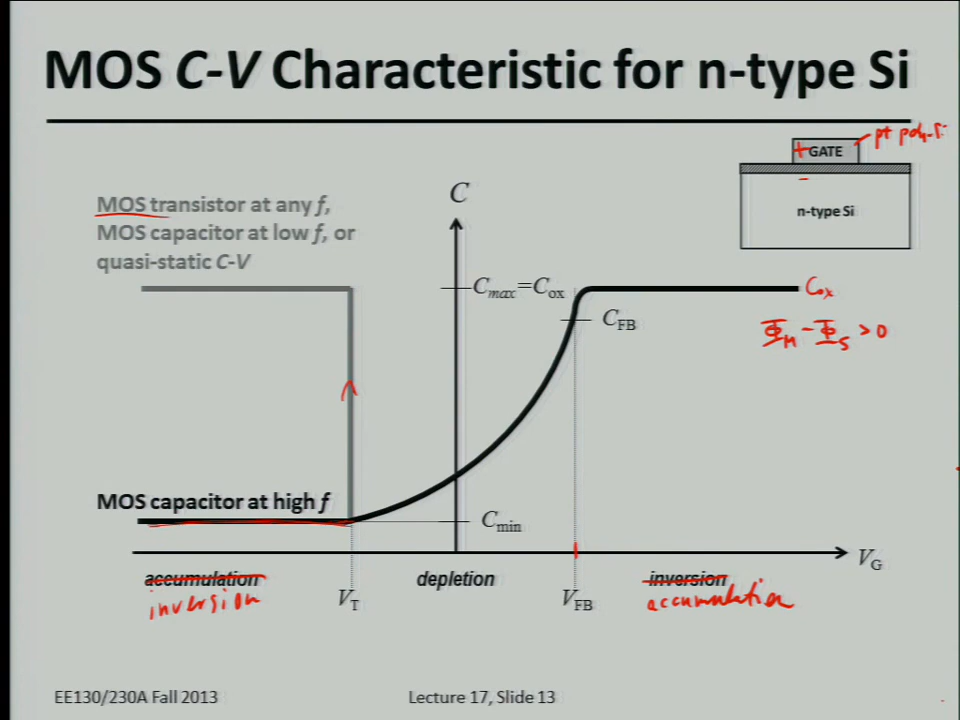 MOS C-V Characteristic for n-type Si
p+ poly-Si
+ GATE
–
n-type Si
MOS transistor at any f,
MOS capacitor at low f, or
quasi-static C-V
C
Cmax=Cox
Cox
CFB
ΦM - ΦS > 0
MOS capacitor at high f
Cmin
VG
accumulation
depletion
inversion
inversion
VT
VFB
accumulation
EE130/230A Fall 2013
Lecture 17, Slide 13